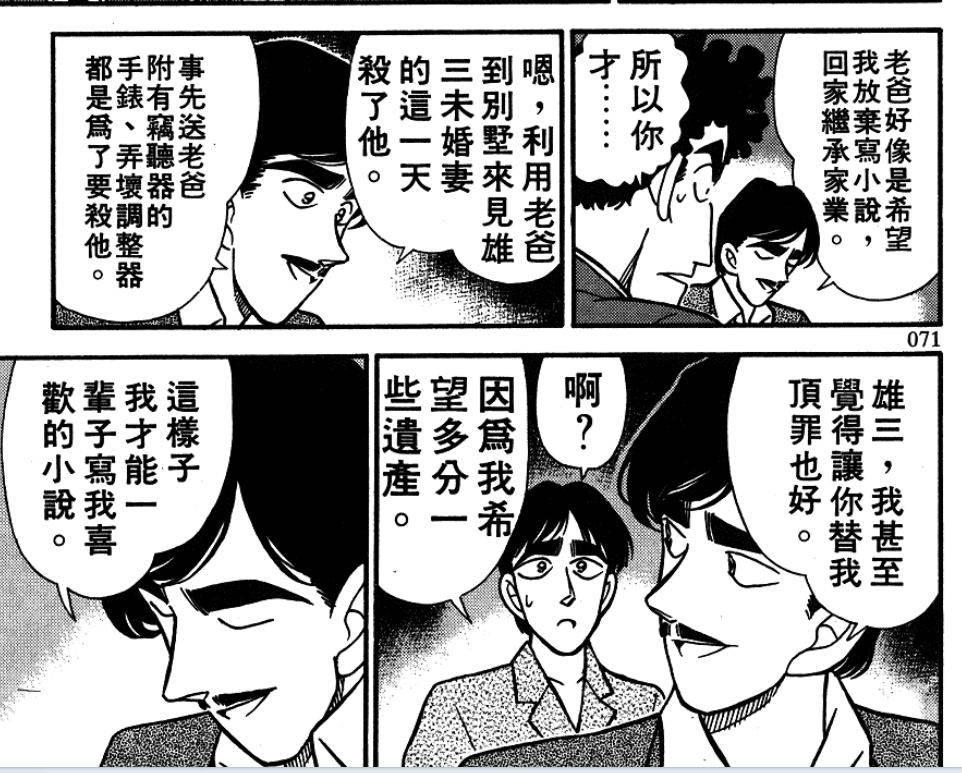 老爸好像是希望
我放棄寫小說，
回家繼承家業。
所以你
才……
嗯，利用老爸
到別墅來見雄
三未婚妻
的這一天
殺了他。
事先送老爸
附有竊聽器的
手錶、弄壞調整器
都是爲了要殺他。
071
雄三，我甚至
覺得讓你替我
頂罪也好。
啊？
因爲我希
望多分一
些遺產。
這樣子
我才能一
輩子寫我喜
歡的小說。